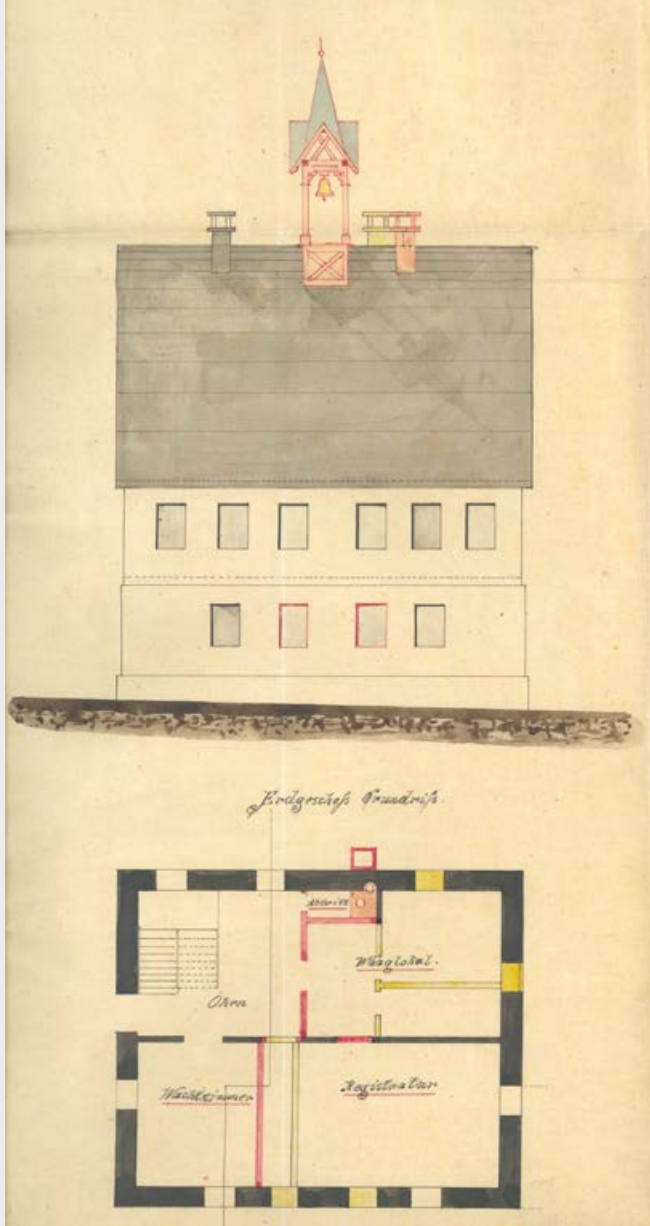 Erdgeschoß Grundriß.
Abtritt
Waaglokal.
Öhrn
Wachtzimmer
Registratur